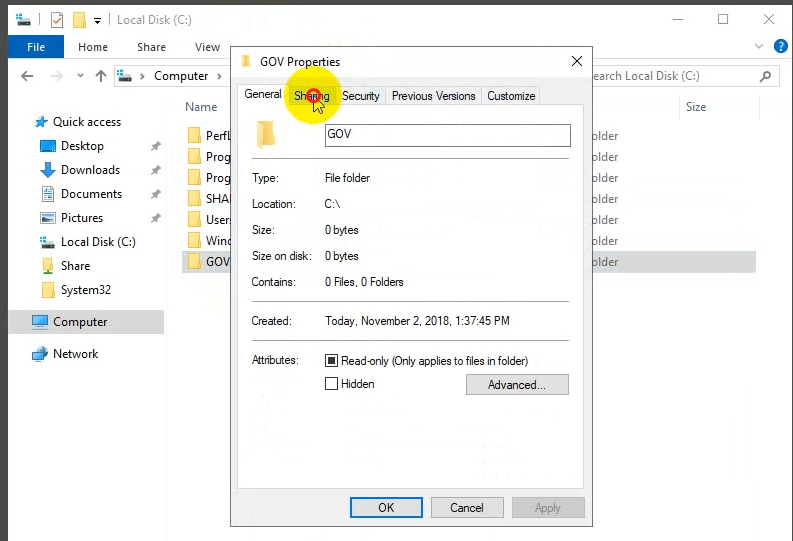 Local Disk (C:)
File Home Share View
Computer
earch Local Disk (C:)
Name
Size
Quick access
Desktop
Downloads
Documents
Pictures
Local Disk (C:)
Share
System32
Computer
Network
PerfL
Prog
Prog
SHA
Users
Wind
GOV
older
older
older
older
older
older
older
GOV Properties
General Sharing Security Previous Versions Customize
GOV
Type: File folder
Location: C:\
Size: 0 bytes
Size on disk: 0 bytes
Contains: 0 Files, 0 Folders
Created: Today, November 2, 2018, 1:37:45 PM
Attributes: Read-only (Only applies to files in folder)
Hidden Advanced...
OK Cancel Apply